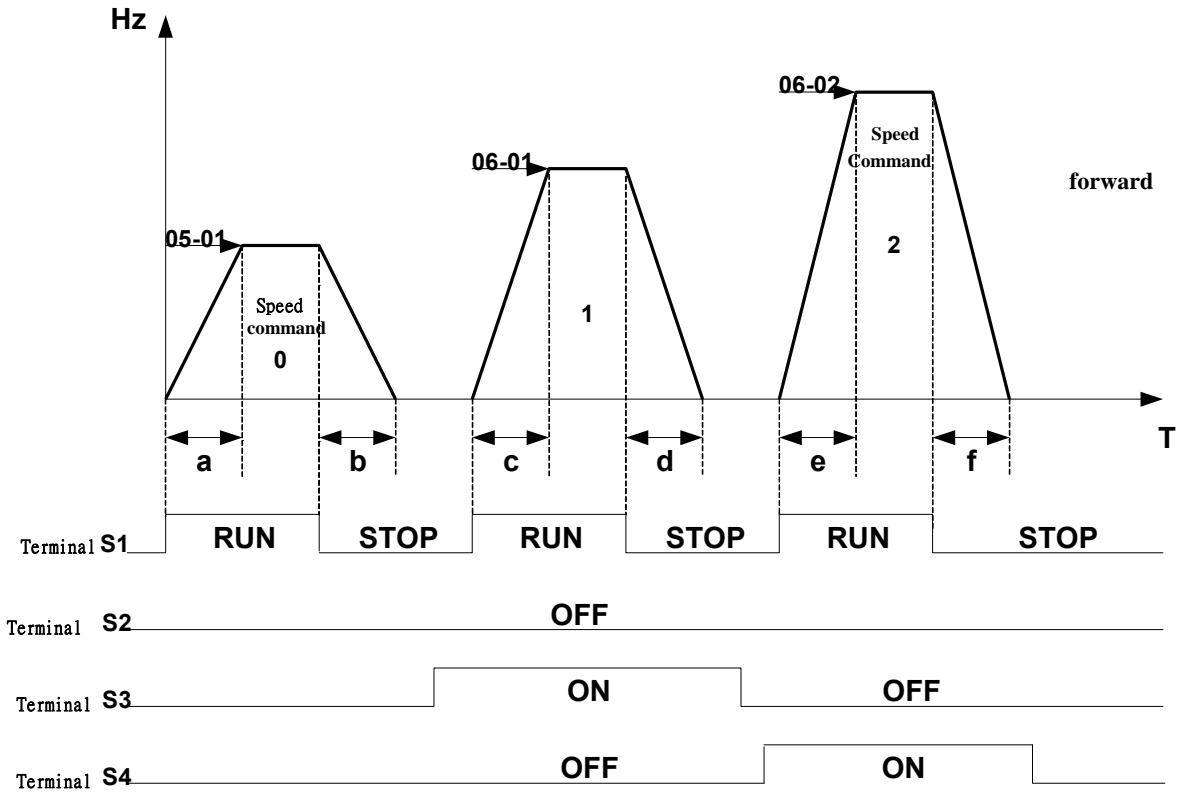 Hz
06-02
Speed
Command
2
forward
06-01
1
05-01
Speed
command
0
T
a b c d e f
Terminal S1 RUN STOP RUN STOP RUN STOP
Terminal S2 OFF
Terminal S3 ON OFF
Terminal S4 OFF ON